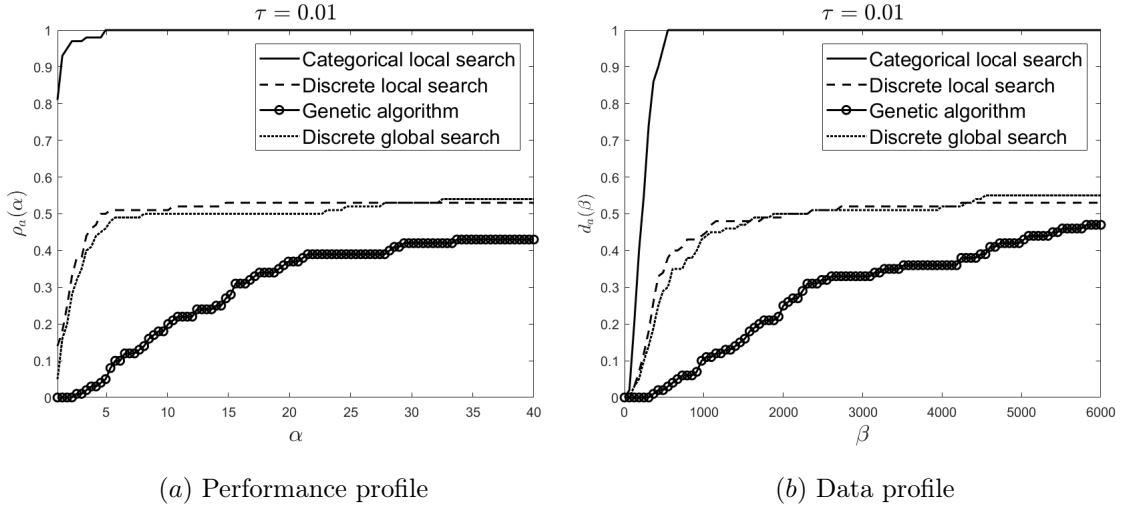 τ = 0.01
1
0.9
0.8
0.7
0.6
0.5
0.4
0.3
0.2
0.1
0
ρₐ(α)
Categorical local search
Discrete local search
Genetic algorithm
Discrete global search
5 10 15 20 25 30 35 40
α
(a) Performance profile
τ = 0.01
1
0.9
0.8
0.7
0.6
0.5
0.4
0.3
0.2
0.1
0
dₐ(β)
Categorical local search
Discrete local search
Genetic algorithm
Discrete global search
0 1000 2000 3000 4000 5000 6000
β
(b) Data profile